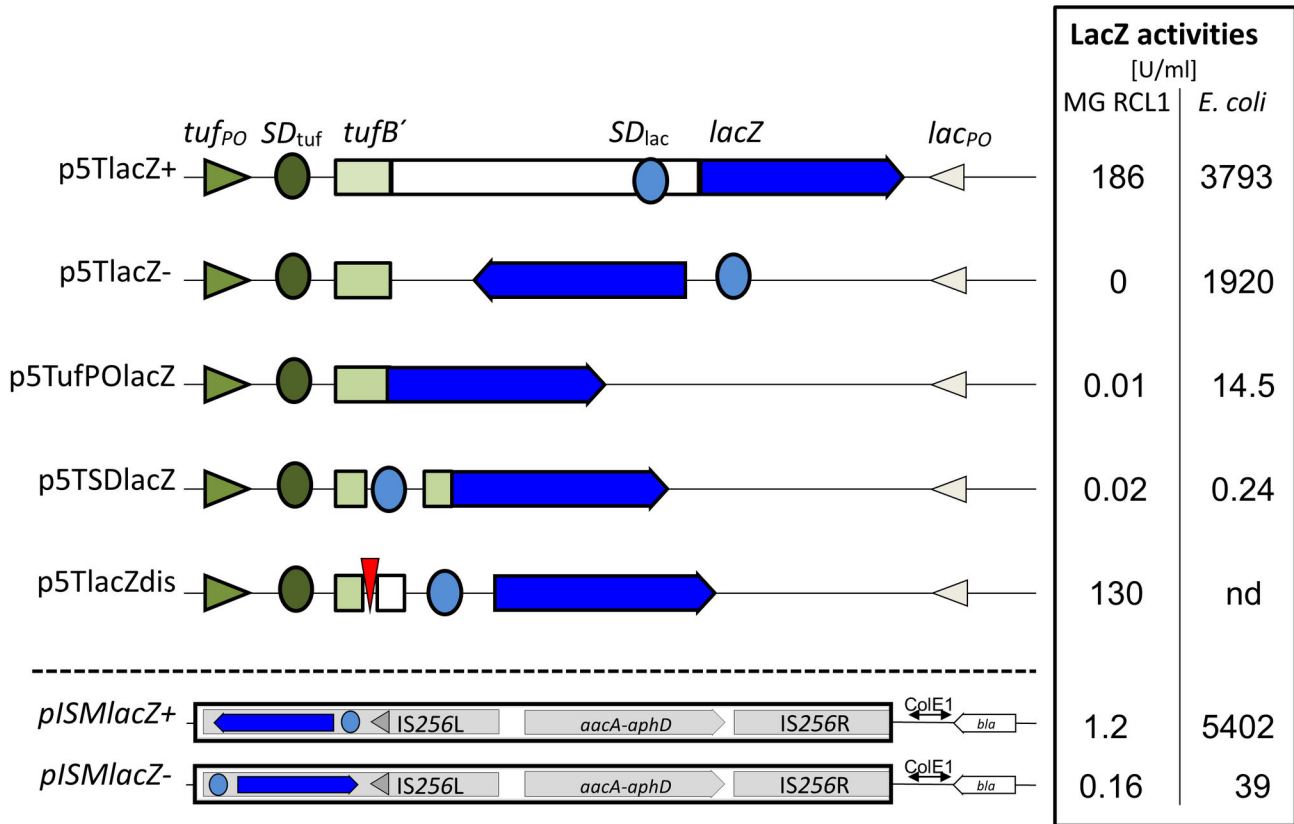 LacZ activities
[U/ml]
MG RCL1 E. coli
tufPO SDtuf tufB´ SDlac lacZ lacPO
p5TlacZ+ 186 3793
p5TlacZ- 0 1920
p5TufPOlacZ 0.01 14.5
p5TSDlacZ 0.02 0.24
p5TlacZdis 130 nd
pISMlacZ+ IS256L aacA-aphD IS256R ColE1 bla 1.2 5402
pISMlacZ- IS256L aacA-aphD IS256R ColE1 bla 0.16 39